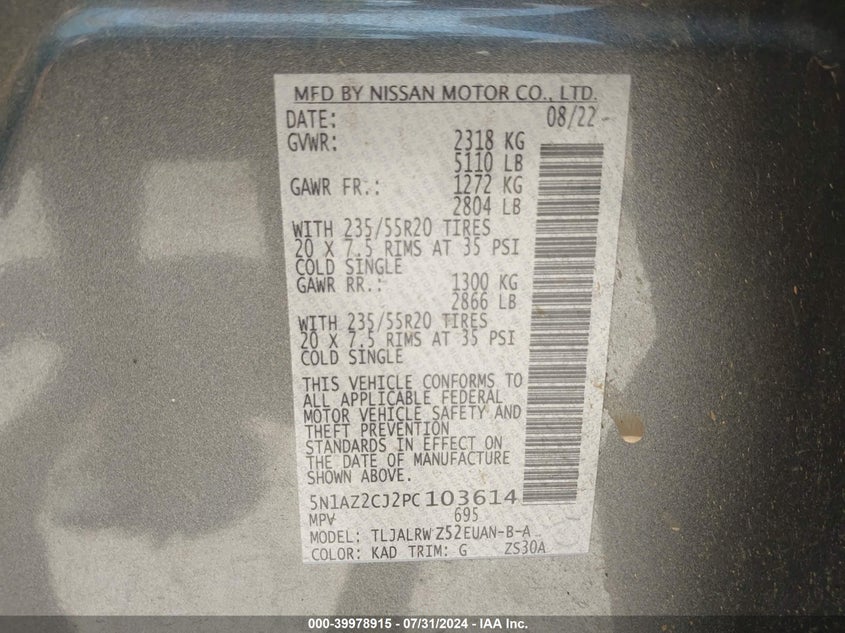 MFD BY NISSAN MOTOR CO., LTD.
DATE: 08/22
GVWR: 2318 KG
5110 LB
GAWR FR.: 1272 KG
2804 LB
WITH 235/55R20 TIRES
20 X 7.5 RIMS AT 35 PSI
COLD SINGLE
GAWR RR.: 1300 KG
2866 LB
WITH 235/55R20 TIRES
20 X 7.5 RIMS AT 35 PSI
COLD SINGLE
THIS VEHICLE CONFORMS TO
ALL APPLICABLE FEDERAL
MOTOR VEHICLE SAFETY AND
THEFT PREVENTION
STANDARDS IN EFFECT ON
THE DATE OF MANUFACTURE
SHOWN ABOVE.
5N1AZ2CJ2PC103614
MPV 695
MODEL: TLJALRWZ52EUAN-B-A
COLOR: KAD TRIM: G ZS30A
000-39978915 - 07/31/2024 - IAA Inc.